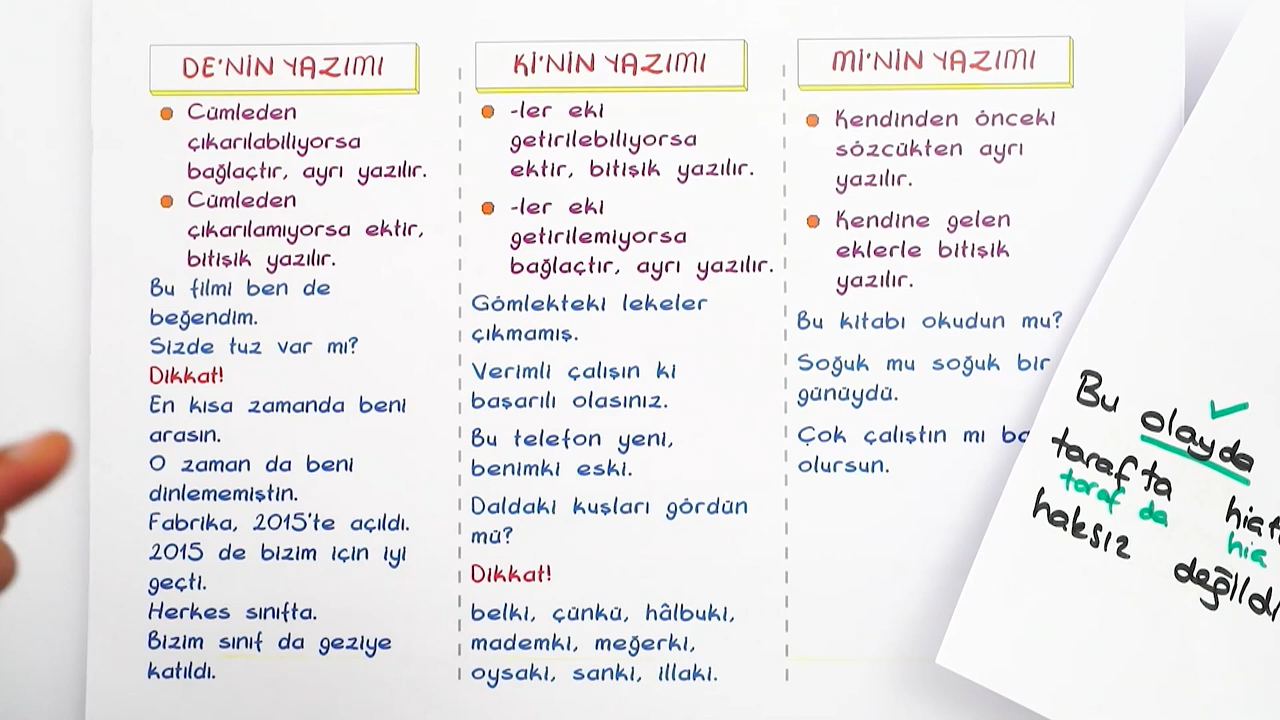 DE'NİN YAZIMI
Cümleden
çıkarılabiliyorsa
bağlaçtır, ayrı yazılır.
Cümleden
çıkarılamıyorsa ektir,
bitişik yazılır.
Bu filmi ben de
beğendim.
Sizde tuz var mı?
Dikkat!
En kısa zamanda beni
arasın.
O zaman da beni
dinlememiştin.
Fabrika, 2015'te açıldı.
2015 de bizim için iyi
geçti.
Herkes sınıfta.
Bizim sınıf da geziye
katıldı.
Kİ'NİN YAZIMI
-ler eki
getirilebiliyorsa
ektir, bitişik yazılır.
-ler eki
getirilemiyorsa
bağlaçtır, ayrı yazılır.
Gömlekteki lekeler
çıkmamış.
Verimli çalışın ki
başarılı olasınız.
Bu telefon yeni,
benimki eski.
Daldaki kuşları gördün
mü?
Dikkat!
belki, çünkü, hâlbuki,
mademki, meğerki,
oysaki, sanki, illaki.
Mİ'NİN YAZIMI
Kendinden önceki
sözcükten ayrı
yazılır.
Kendine gelen
eklerle bitişik
yazılır.
Bu kitabı okudun mu?
Soğuk mu soğuk bir
günüydü.
Çok çalıştın mı
olursun.
Bu olayda
tarafta
taraf da
haksız değildi